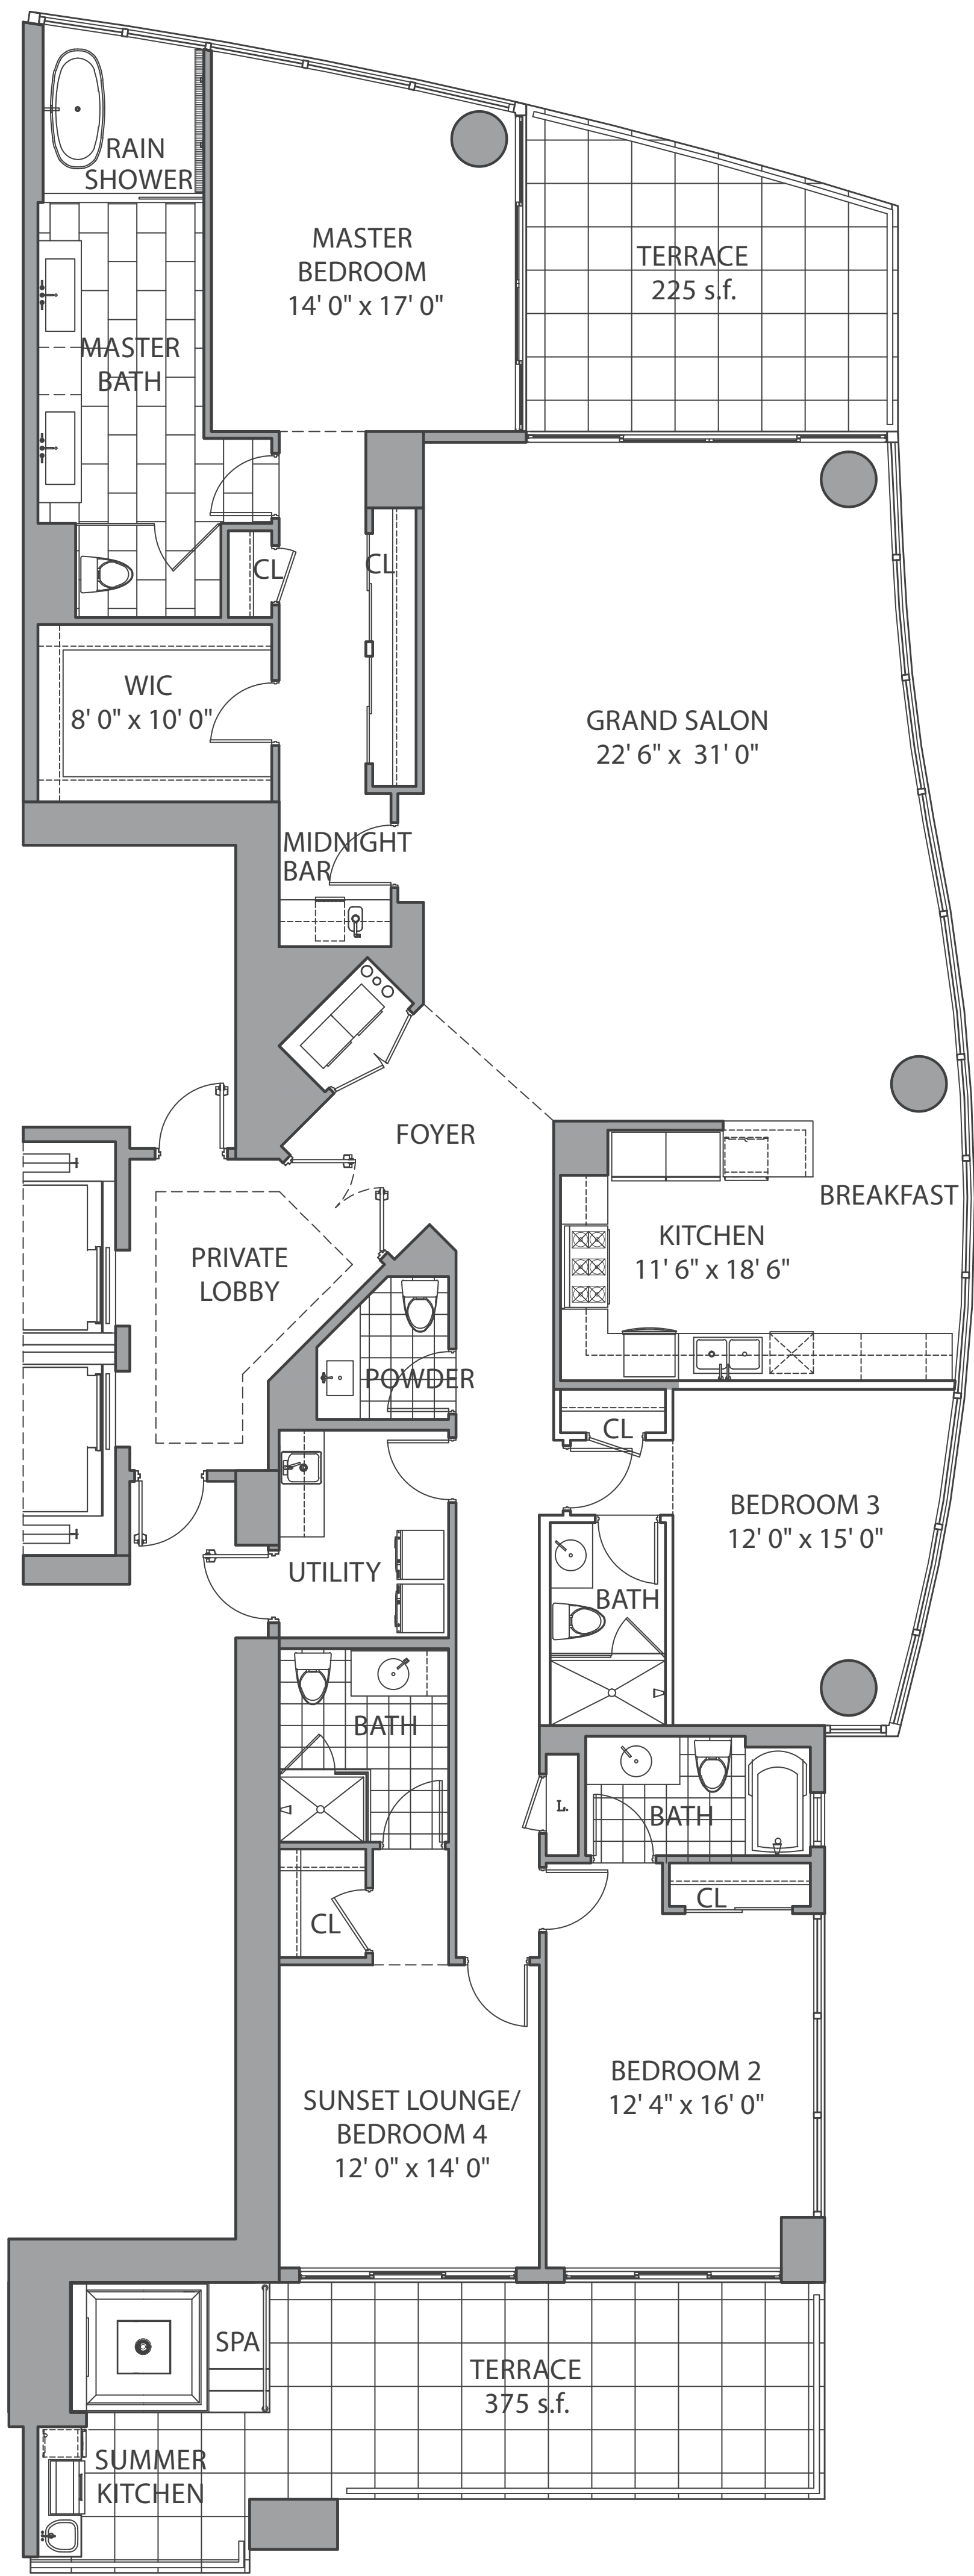 RAIN
SHOWER
MASTER
BEDROOM
14' 0" x 17' 0"
TERRACE
225 s.f.
MASTER
BATH
CL
CL
WIC
8' 0" x 10' 0"
GRAND SALON
22' 6" x 31' 0"
MIDNIGHT
BAR
FOYER
BREAKFAST
KITCHEN
11' 6" x 18' 6"
PRIVATE
LOBBY
POWDER
CL
BEDROOM 3
12' 0" x 15' 0"
UTILITY
BATH
BATH
L.
BATH
CL
CL
BEDROOM 2
12' 4" x 16' 0"
SUNSET LOUNGE/
BEDROOM 4
12' 0" x 14' 0"
SPA
TERRACE
375 s.f.
SUMMER
KITCHEN